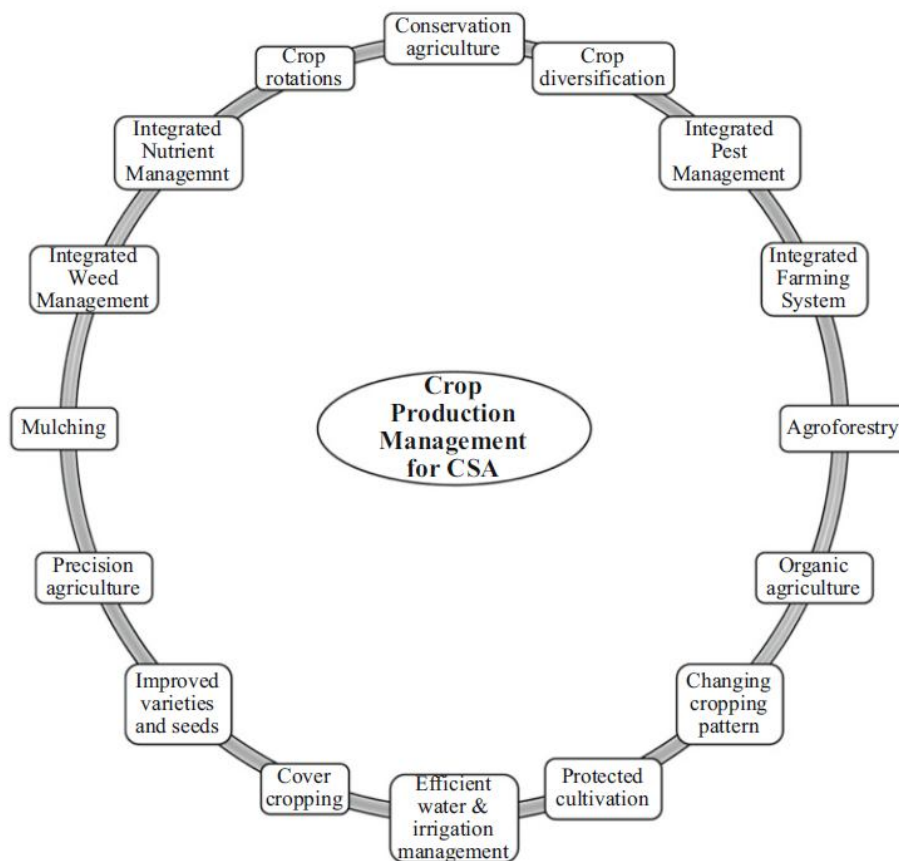 Conservation
agriculture
Crop
diversification
Integrated
Pest
Management
Integrated
Farming
System
Agroforestry
Organic
agriculture
Changing
cropping
pattern
Protected
cultivation
Efficient
water &
irrigation
management
Cover
cropping
Improved
varieties
and seeds
Precision
agriculture
Mulching
Integrated
Weed
Management
Integrated
Nutrient
Managemnt
Crop
rotations
Crop
Production
Management
for CSA